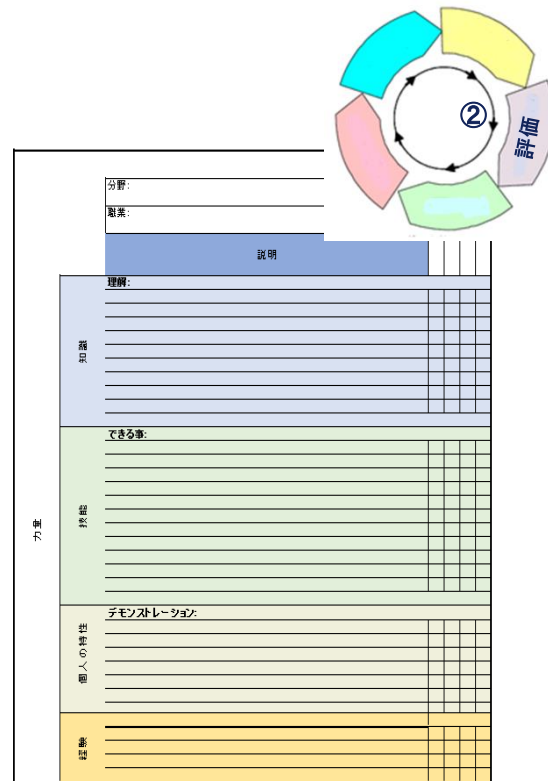 ②
評価
分野:
職業:
説明
理解:
知識
できる事:
技能
力量
デモンストレーション:
個人の特性
経験